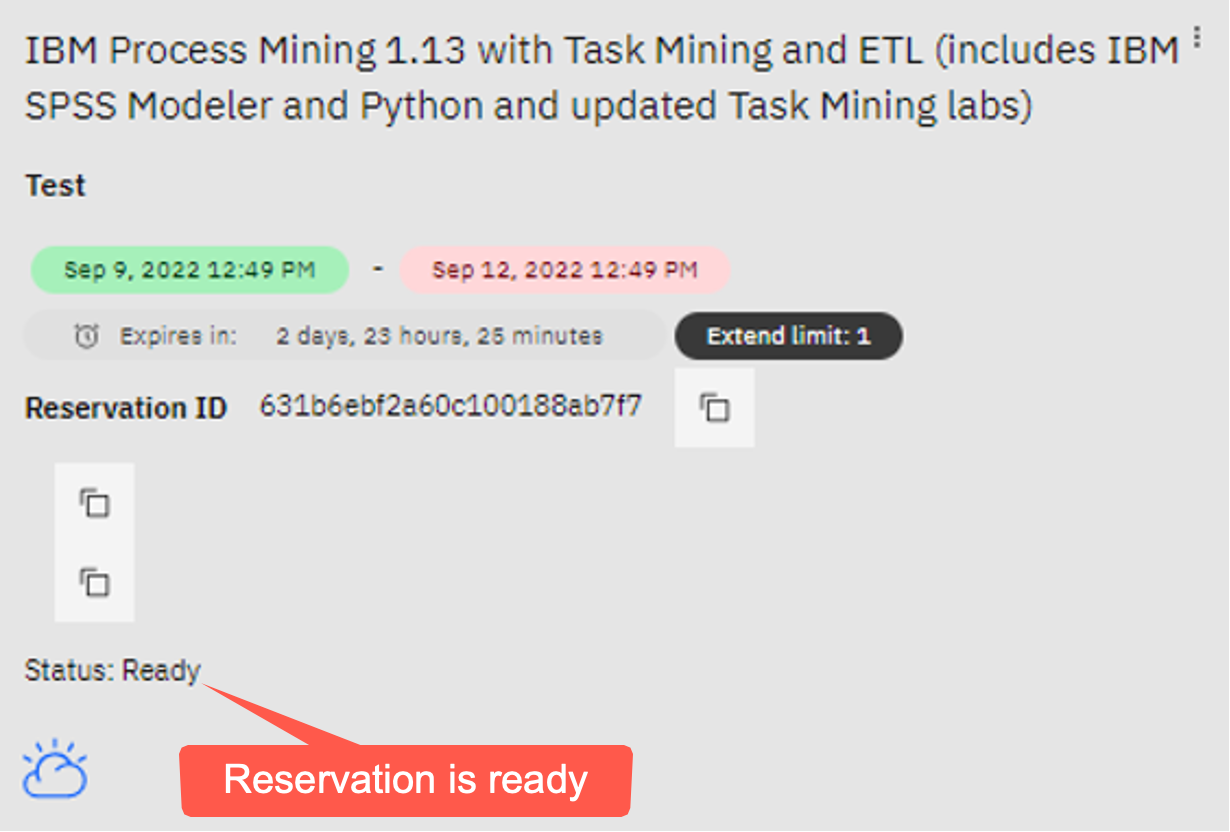 IBM Process Mining 1.13 with Task Mining and ETL (includes IBM
SPSS Modeler and Python and updated Task Mining labs)
Test
Sep 9, 2022 12:49 PM - Sep 12, 2022 12:49 PM
Expires in: 2 days, 23 hours, 25 minutes Extend limit: 1
Reservation ID 631b6ebf2a60c100188ab7f7
Status: Ready
Reservation is ready